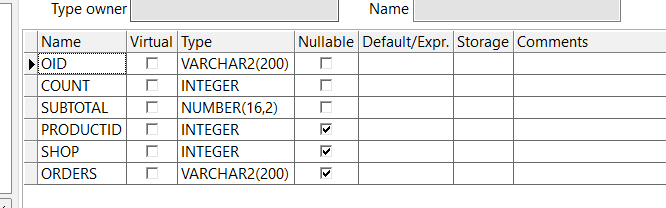 Type owner Name
Name Virtual Type Nullable Default/Expr. Storage Comments
OID VARCHAR2(200)
COUNT INTEGER
SUBTOTAL NUMBER(16,2)
PRODUCTID INTEGER
SHOP INTEGER
ORDERS VARCHAR2(200)